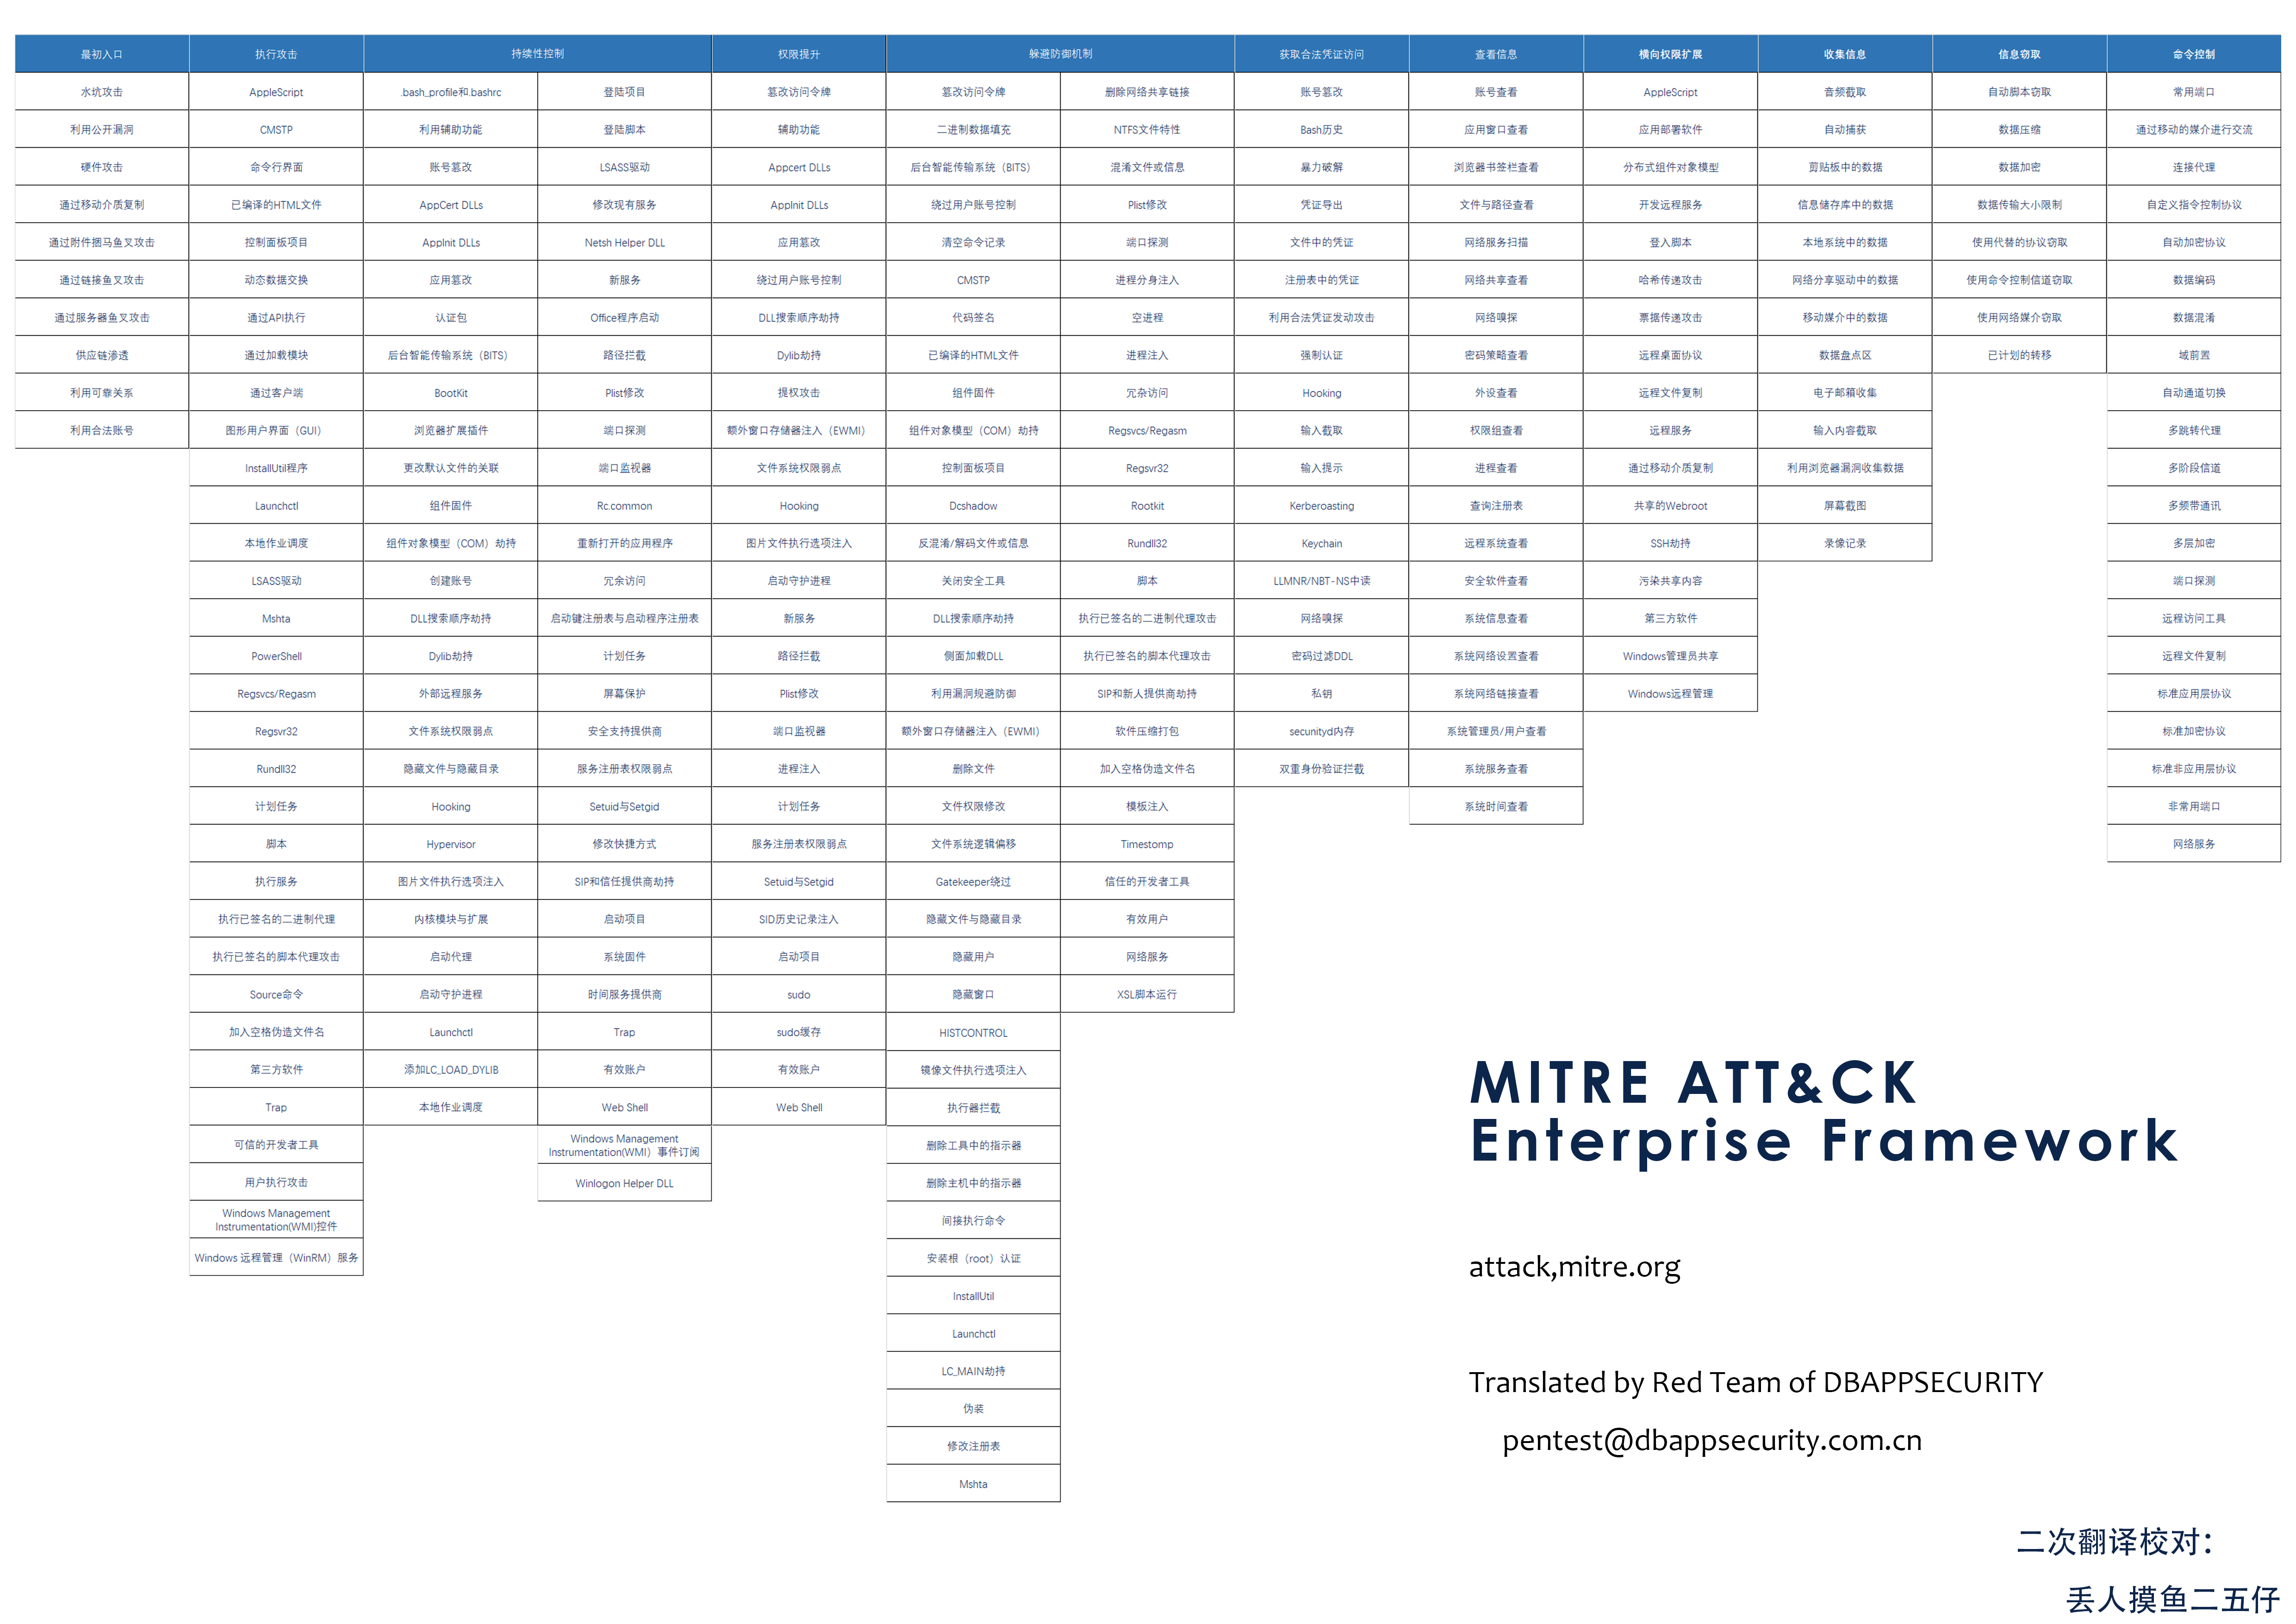 最初入口 执行攻击 持续性控制 权限提升 躲避防御机制 获取合法凭证访问 查看信息 横向权限扩展 收集信息 信息窃取 命令控制
水坑攻击 AppleScript .bash_profile和.bashrc 登陆项目 篡改访问令牌 篡改访问令牌 删除网络共享链接 账号篡改 账号查看 AppleScript 音频截取 自动脚本窃取 常用端口
利用公开漏洞 CMSTP 利用辅助功能 登陆脚本 辅助功能 二进制数据填充 NTFS文件特性 Bash历史 应用窗口查看 应用部署软件 自动捕获 数据压缩 通过移动的媒介进行交流
硬件攻击 命令行界面 账号篡改 LSASS驱动 Appcert DLLs 后台智能传输系统（BITS） 混淆文件或信息 暴力破解 浏览器书签栏查看 分布式组件对象模型 剪贴板中的数据 数据加密 连接代理
通过移动介质复制 已编译的HTML文件 AppCert DLLs 修改现有服务 AppInit DLLs 绕过用户账号控制 Plist修改 凭证导出 文件与路径查看 开发远程服务 信息储存库中的数据 数据传输大小限制 自定义指令控制协议
通过附件捆马鱼叉攻击 控制面板项目 AppInit DLLs Netsh Helper DLL 应用篡改 清空命令记录 端口探测 文件中的凭证 网络服务扫描 登入脚本 本地系统中的数据 使用代替的协议窃取 自动加密协议
通过链接鱼叉攻击 动态数据交换 应用篡改 新服务 绕过用户账号控制 CMSTP 进程分身注入 注册表中的凭证 网络共享查看 哈希传递攻击 网络分享驱动中的数据 使用命令控制信道窃取 数据编码
通过服务器鱼叉攻击 通过API执行 认证包 Office程序启动 DLL搜索顺序劫持 代码签名 空进程 利用合法凭证发动攻击 网络嗅探 票据传递攻击 移动媒介中的数据 使用网络媒介窃取 数据混淆
供应链渗透 通过加载模块 后台智能传输系统（BITS） 路径拦截 Dylib劫持 已编译的HTML文件 进程注入 强制认证 密码策略查看 远程桌面协议 数据盘点区 已计划的转移 域前置
利用可靠关系 通过客户端 BootKit Plist修改 提权攻击 组件固件 冗杂访问 Hooking 外设查看 远程文件复制 电子邮箱收集 自动通道切换
利用合法账号 图形用户界面（GUI） 浏览器扩展插件 端口探测 额外窗口存储器注入（EWMI） 组件对象模型（COM）劫持 Regsvcs/Regasm 输入截取 权限组查看 远程服务 输入内容截取 多跳转代理
InstallUtil程序 更改默认文件的关联 端口监视器 文件系统权限弱点 控制面板项目 Regsvr32 输入提示 进程查看 通过移动介质复制 利用浏览器漏洞收集数据 多阶段信道
Launchctl 组件固件 Rc.common Hooking Dcshadow Rootkit Kerberoasting 查询注册表 共享的Webroot 屏幕截图 多频带通讯
本地作业调度 组件对象模型（COM）劫持 重新打开的应用程序 图片文件执行选项注入 反混淆/解码文件或信息 Rundll32 Keychain 远程系统查看 SSH劫持 录像记录 多层加密
LSASS驱动 创建账号 冗余访问 启动守护进程 关闭安全工具 脚本 LLMNR/NBT-NS中读 安全软件查看 污染共享内容 端口探测
Mshta DLL搜索顺序劫持 启动键注册表与启动程序注册表 新服务 DLL搜索顺序劫持 执行已签名的二进制代理攻击 网络嗅探 系统信息查看 第三方软件 远程访问工具
PowerShell Dylib劫持 计划任务 路径拦截 侧面加载DLL 执行已签名的脚本代理攻击 密码过滤DDL 系统网络设置查看 Windows管理员共享 远程文件复制
Regsvcs/Regasm 外部远程服务 屏幕保护 Plist修改 利用漏洞规避防御 SIP和新人提供商劫持 私钥 系统网络链接查看 Windows远程管理 标准应用层协议
Regsvr32 文件系统权限弱点 安全支持提供商 端口监视器 额外窗口存储器注入（EWMI） 软件压缩打包 secunityd内存 系统管理员/用户查看 标准加密协议
Rundll32 隐藏文件与隐藏目录 服务注册表权限弱点 进程注入 删除文件 加入空格伪造文件名 双重身份验证拦截 系统服务查看 标准非应用层协议
计划任务 Hooking Setuid与Setgid 计划任务 文件权限修改 模板注入 系统时间查看 非常用端口
脚本 Hypervisor 修改快捷方式 服务注册表权限弱点 文件系统逻辑偏移 Timestomp 网络服务
执行服务 图片文件执行选项注入 SIP和信任提供商劫持 Setuid与Setgid Gatekeeper绕过 信任的开发者工具
执行已签名的二进制代理 内核模块与扩展 启动项目 SID历史记录注入 隐藏文件与隐藏目录 有效用户
执行已签名的脚本代理攻击 启动代理 系统固件 启动项目 隐藏用户 网络服务
Source命令 启动守护进程 时间服务提供商 sudo 隐藏窗口 XSL脚本运行
加入空格伪造文件名 Launchctl Trap sudo缓存 HISTCONTROL
第三方软件 添加LC_LOAD_DYLIB 有效账户 有效账户 镜像文件执行选项注入
Trap 本地作业调度 Web Shell Web Shell 执行器拦截
可信的开发者工具 Windows Management
Instrumentation(WMI）事件订阅 删除工具中的指示器
用户执行攻击 Winlogon Helper DLL 删除主机中的指示器
Windows Management
Instrumentation(WMI)控件 间接执行命令
Windows 远程管理（WinRM）服务 安装根（root）认证
InstallUtil
Launchctl
LC_MAIN劫持
伪装
修改注册表
Mshta
MITRE ATT&CK
Enterprise Framework
attack,mitre.org
Translated by Red Team of DBAPPSECURITY
pentest@dbappsecurity.com.cn
二次翻译校对：
丢人摸鱼二五仔